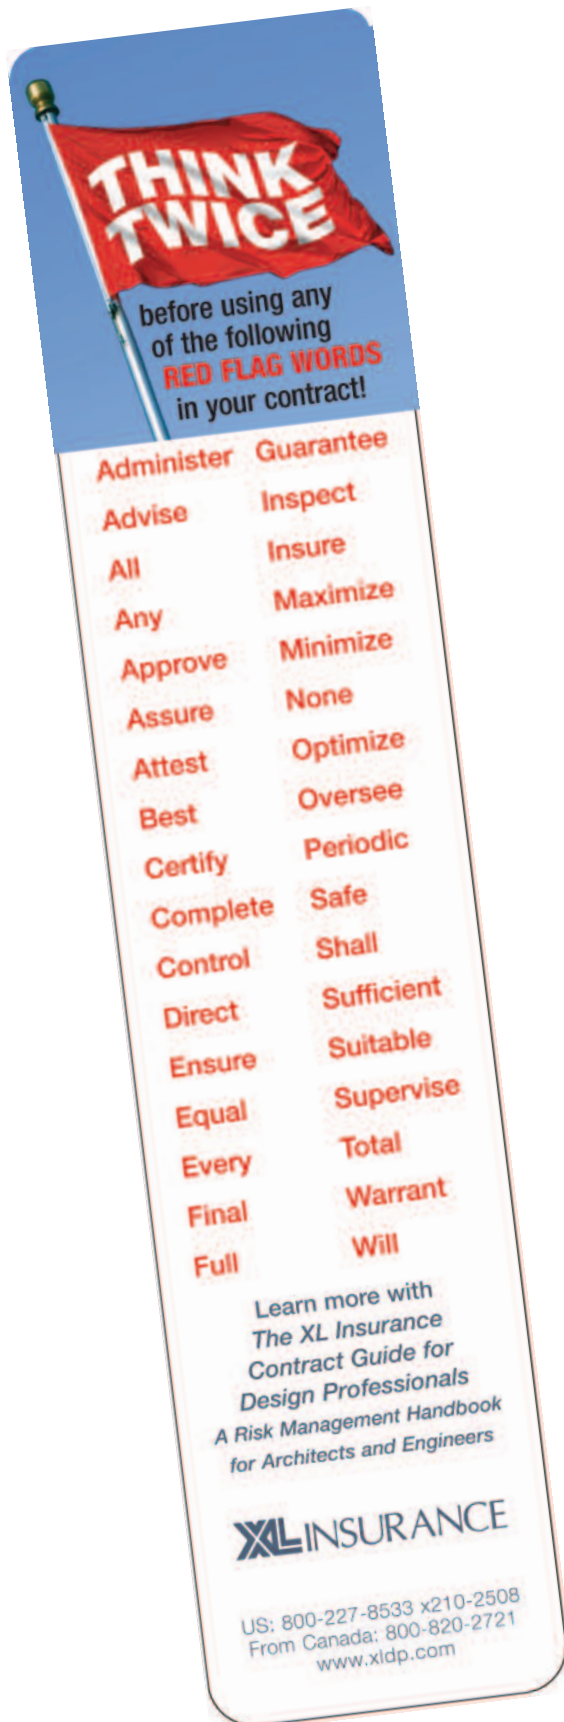 THINK
TWICE
before using any
of the following
RED FLAG WORDS
in your contract!
Administer Guarantee
Advise Inspect
All Insure
Any Maximize
Approve Minimize
Assure None
Attest Optimize
Best Oversee
Certify Periodic
Complete Safe
Control Shall
Direct Sufficient
Ensure Suitable
Equal Supervise
Every Total
Final Warrant
Full Will
Learn more with
The XL Insurance
Contract Guide for
Design Professionals
A Risk Management Handbook
for Architects and Engineers
XL INSURANCE
US: 800-227-8533 x210-2508
From Canada: 800-820-2721
www.xldp.com